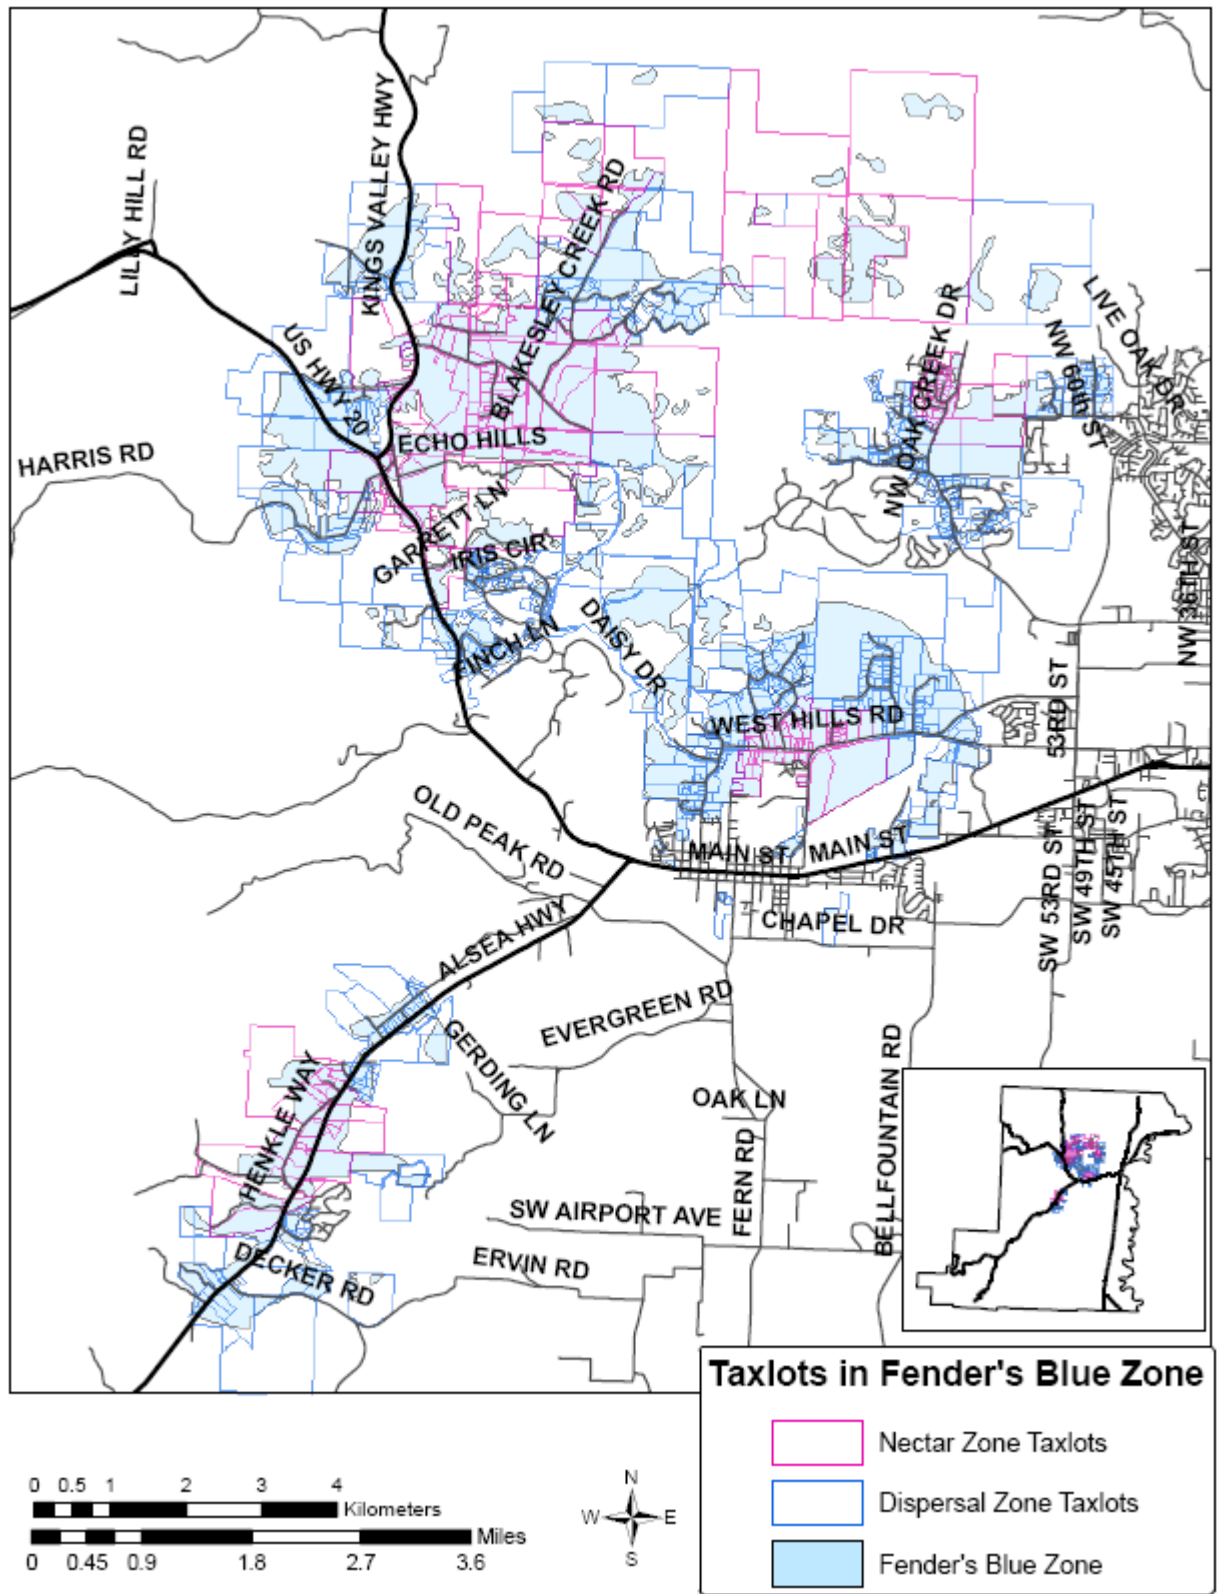 KINGS VALLEY HWY
LILLY HILL RD
BLAKESLEY CREEK RD
LIVE OAK DR
NW OAK CREEK DR
NW 60th ST
US HWY 20
ECHO HILLS
HARRIS RD
GARRETT LN
IRIS CIR
NW 36TH ST
FINCH LN
DAISY DR
WEST HILLS RD
53RD ST
OLD PEAK RD
MAIN ST
MAIN ST
SW 53RD ST
SW 49TH ST
SW 45TH ST
ALSEA HWY
CHAPEL DR
EVERGREEN RD
GERDING LN
BELLFOUNTAIN RD
HENKLE WAY
OAK LN
FERN RD
SW AIRPORT AVE
DECKER RD
ERVIN RD
Taxlots in Fender's Blue Zone
Nectar Zone Taxlots
Dispersal Zone Taxlots
Fender's Blue Zone
0 0.5 1 2 3 4
Kilometers
Miles
0 0.45 0.9 1.8 2.7 3.6
N
W E
S